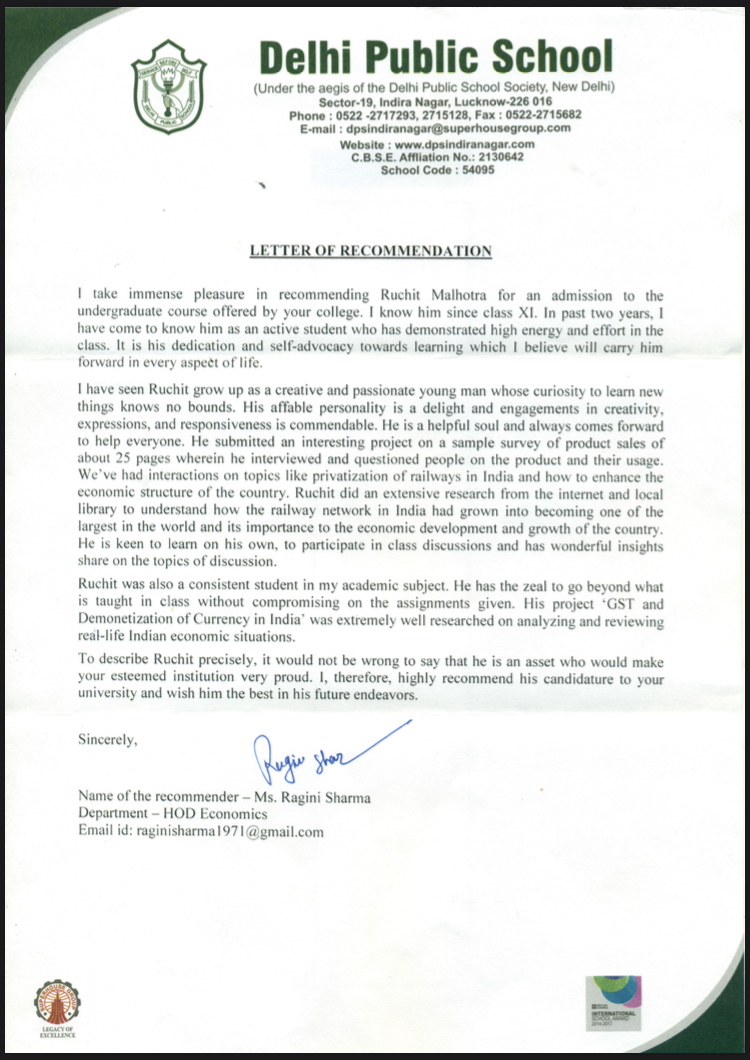 SERVICE BEFORE SELF
DELHI PUBLIC SCHOOL
Delhi Public School
(Under the aegis of the Delhi Public School Society, New Delhi)
Sector-19, Indira Nagar, Lucknow-226 016
Phone : 0522 -2717293, 2715128, Fax : 0522-2715682
E-mail : dpsindiranagar@superhousegroup.com
Website : www.dpsindiranagar.com
C.B.S.E. Affliation No.: 2130642
School Code : 54095
LETTER OF RECOMMENDATION
I take immense pleasure in recommending Ruchit Malhotra for an admission to the
undergraduate course offered by your college. I know him since class XI. In past two years, I
have come to know him as an active student who has demonstrated high energy and effort in the
class. It is his dedication and self-advocacy towards learning which I believe will carry him
forward in every aspect of life.
I have seen Ruchit grow up as a creative and passionate young man whose curiosity to learn new
things knows no bounds. His affable personality is a delight and engagements in creativity,
expressions, and responsiveness is commendable. He is a helpful soul and always comes forward
to help everyone. He submitted an interesting project on a sample survey of product sales of
about 25 pages wherein he interviewed and questioned people on the product and their usage.
We've had interactions on topics like privatization of railways in India and how to enhance the
economic structure of the country. Ruchit did an extensive research from the internet and local
library to understand how the railway network in India had grown into becoming one of the
largest in the world and its importance to the economic development and growth of the country.
He is keen to learn on his own, to participate in class discussions and has wonderful insights
share on the topics of discussion.
Ruchit was also a consistent student in my academic subject. He has the zeal to go beyond what
is taught in class without compromising on the assignments given. His project 'GST and
Demonetization of Currency in India' was extremely well researched on analyzing and reviewing
real-life Indian economic situations.
To describe Ruchit precisely, it would not be wrong to say that he is an asset who would make
your esteemed institution very proud. I, therefore, highly recommend his candidature to your
university and wish him the best in his future endeavors.
Sincerely,
Name of the recommender – Ms. Ragini Sharma
Department – HOD Economics
Email id: raginisharma1971@gmail.com
SUPERHOUSE GROUP
LEGACY OF
EXCELLENCE
INTERNATIONAL
SCHOOL AWARD
2014-2017